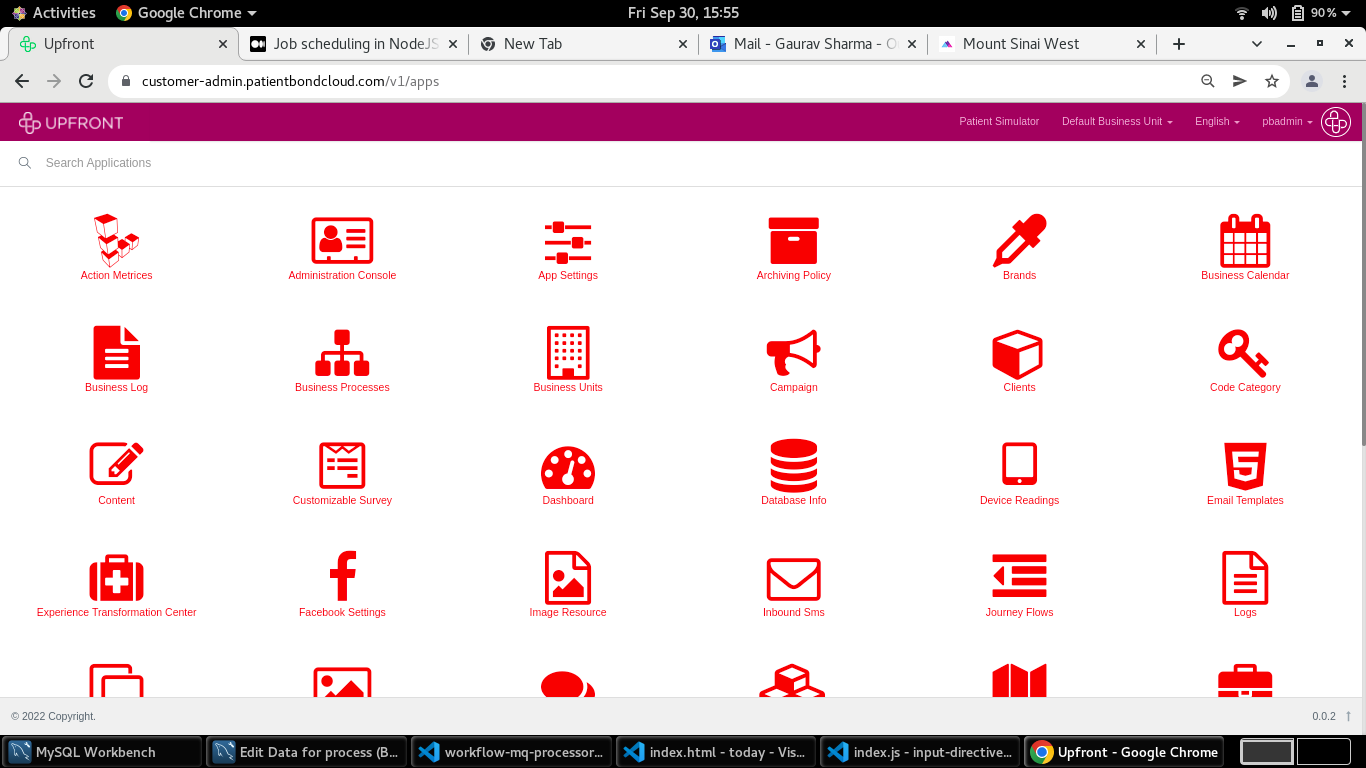 Activities
Google Chrome
Fri Sep 30, 15:55
90%
Upfront
Job scheduling in NodeJS
New Tab
Mail - Gaurav Sharma - O
Mount Sinai West
customer-admin.patientbondcloud.com/v1/apps
UPFRONT
Patient Simulator
Default Business Unit
English
pbadmin
Search Applications
Action Metrices
Administration Console
App Settings
Archiving Policy
Brands
Business Calendar
Business Log
Business Processes
Business Units
Campaign
Clients
Code Category
Content
Customizable Survey
Dashboard
Database Info
Device Readings
Email Templates
Experience Transformation Center
Facebook Settings
Image Resource
Inbound Sms
Journey Flows
Logs
© 2022 Copyright.
0.0.2
MySQL Workbench
Edit Data for process (B...
workflow-mq-processor...
index.html - today - Vis...
index.js - input-directive...
Upfront - Google Chrome